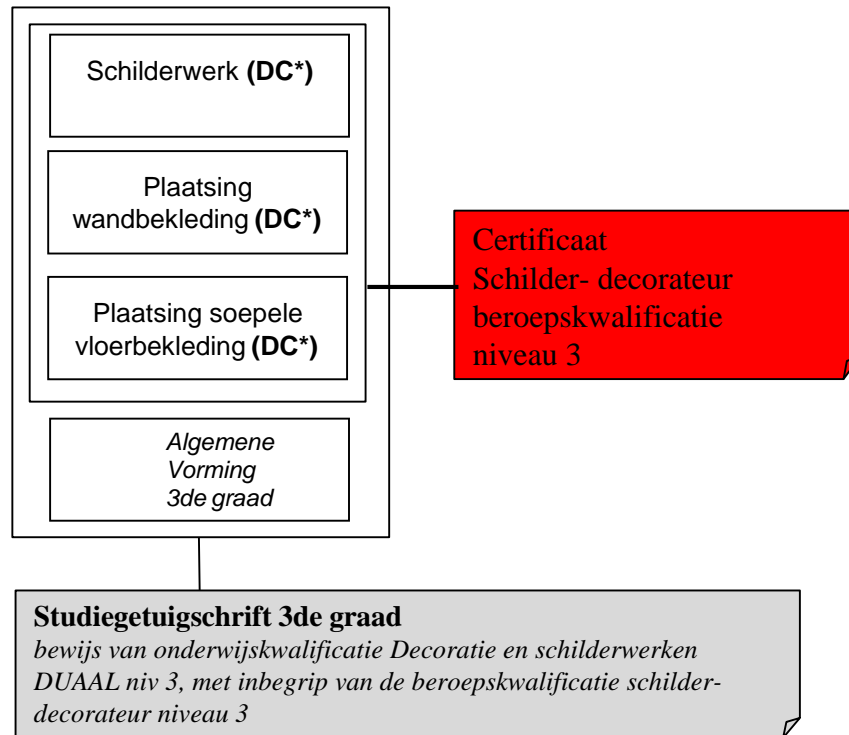 Schilderwerk (DC*)
Plaatsing
wandbekleding (DC*)
Plaatsing soepele
vloerbekleding (DC*)
Certificaat
Schilder- decorateur
beroepskwalificatie
niveau 3
Algemene
Vorming
3de graad
Studiegetuigschrift 3de graad
bewijs van onderwijskwalificatie Decoratie en schilderwerken
DUAAL niv 3, met inbegrip van de beroepskwalificatie schilder-
decorateur niveau 3